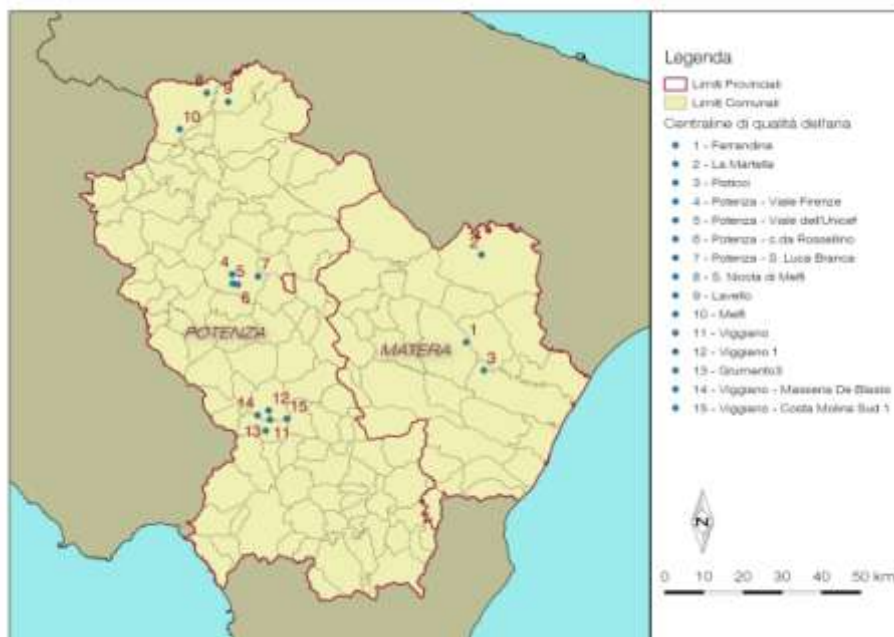 8
9
10
2
4
7
5
6
POTENZA
1
MATERA
3
12
14
15
13
11
Legenda
Limiti Provinciali
Limiti Comunali
Centraline di qualità dell'aria
1 - Ferrandina
2 - La Martella
3 - Pisticci
4 - Potenza - Viale Firenze
5 - Potenza - Viale dell'Unicef
6 - Potenza - c.da Rossellino
7 - Potenza - S. Luca Branca
8 - S. Nicola di Melfi
9 - Lavello
10 - Melfi
11 - Viggiano
12 - Viggiano 1
13 - Grumento3
14 - Viggiano - Masseria De Blasiis
15 - Viggiano - Costa Molina Sud 1
N
0 10 20 30 40 50 km